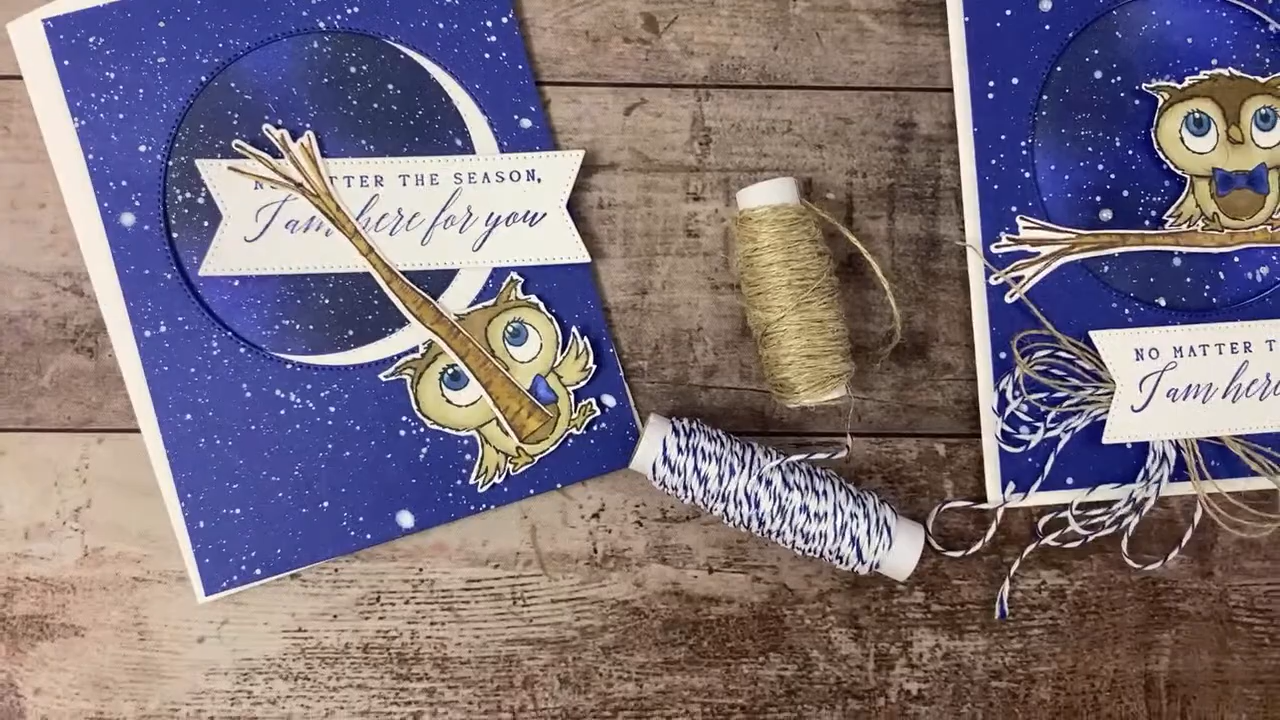 NO MATTER THE SEASON,
I am here for you
NO MATTER T
I am here